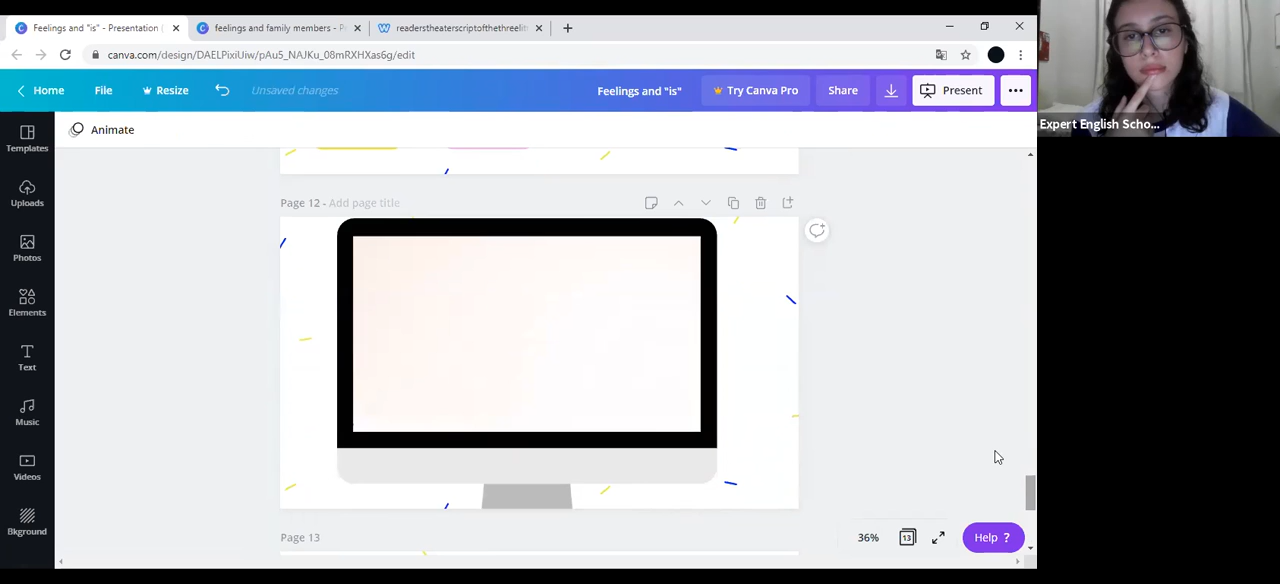 Feelings and "is" - Presentation (
feelings and family members - P
readerstheaterscriptofthethreelit
canva.com/design/DAELPixiUiw/pAu5_NAJKu_08mRXHXas6g/edit
Home
File
Resize
Unsaved changes
Feelings and "is"
Try Canva Pro
Share
Present
Expert English Scho...
Animate
Templates
Uploads
Photos
Elements
Text
Music
Videos
Bkground
Page 12 - Add page title
Page 13
36%
13
Help ?